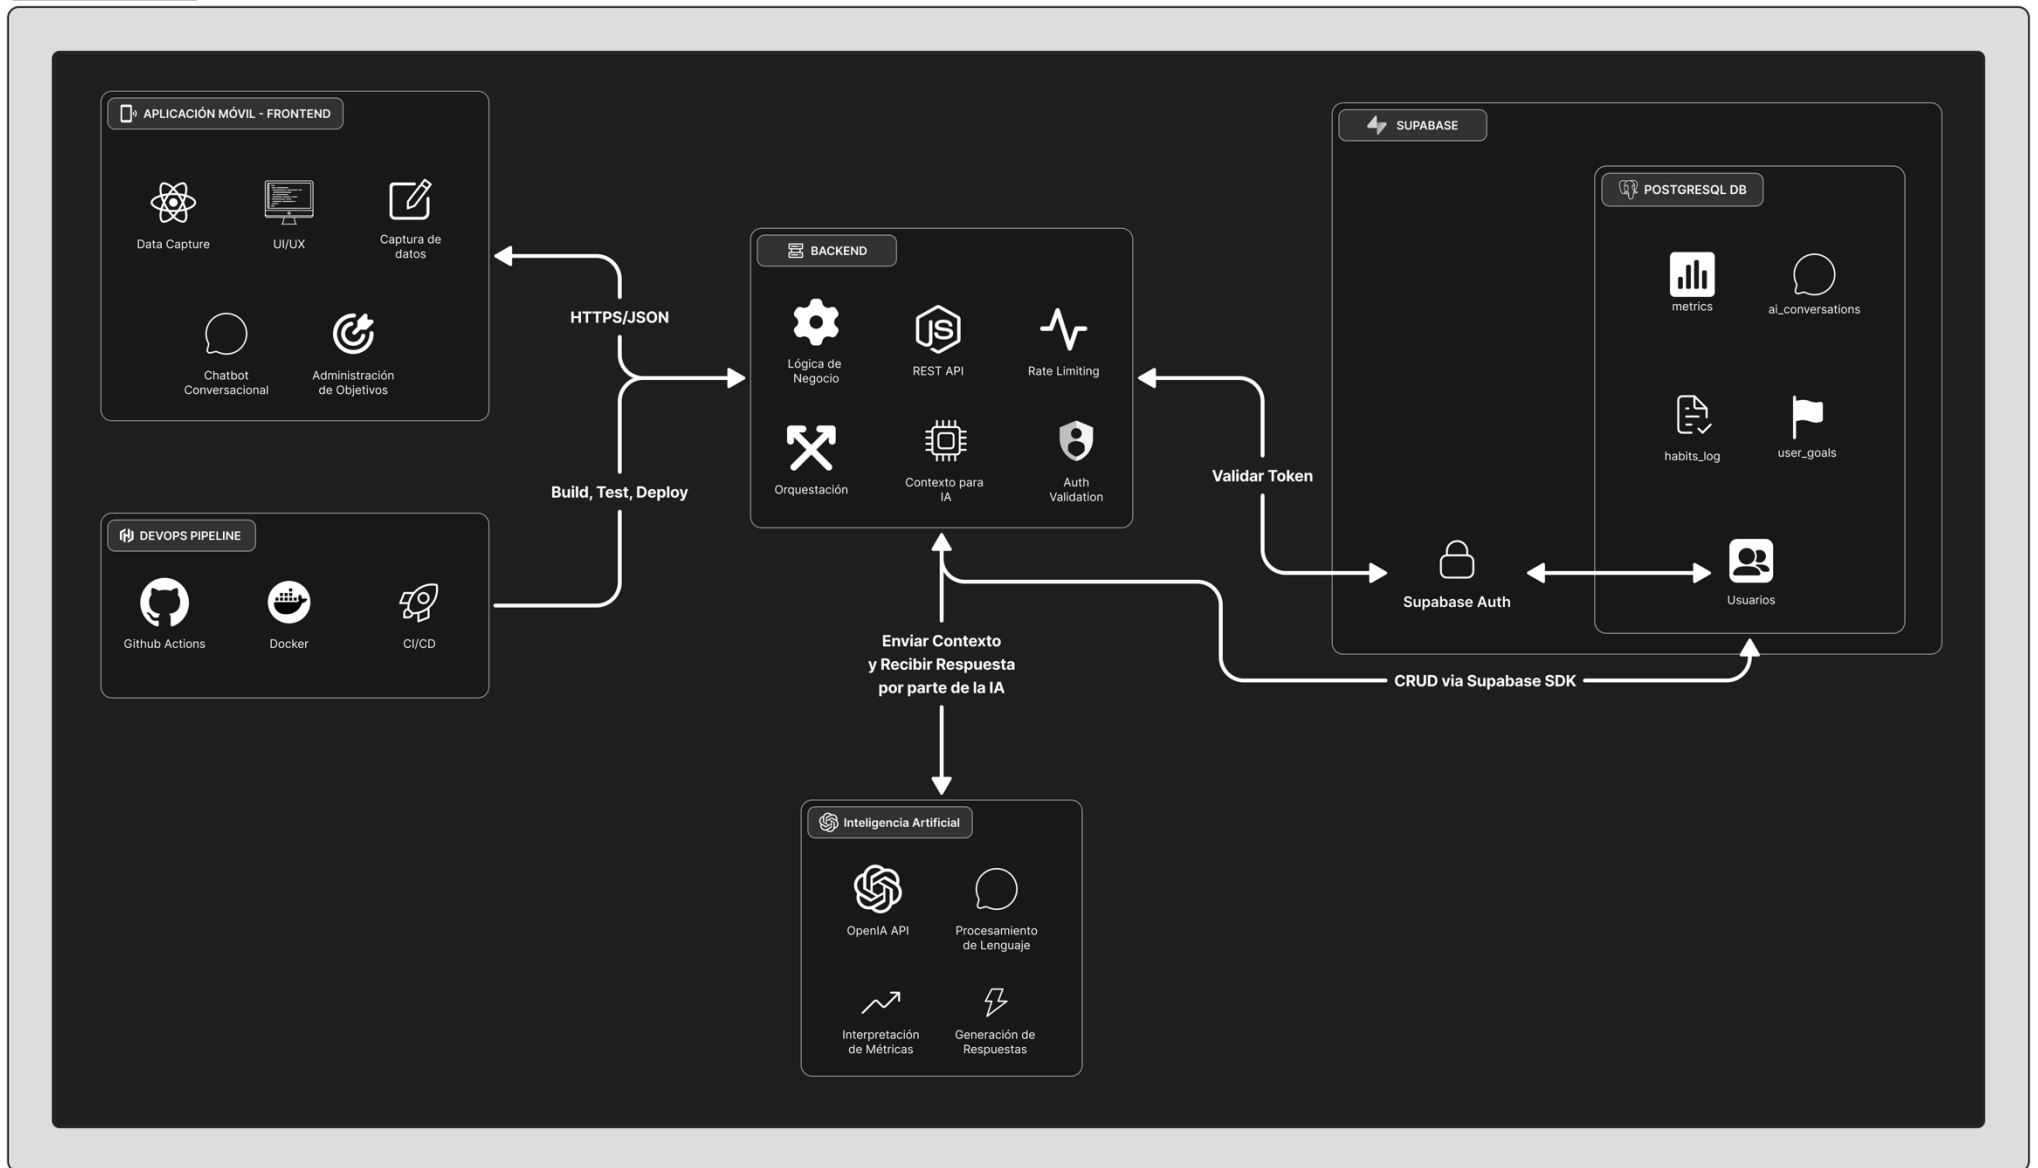 APLICACIÓN MÓVIL - FRONTEND
Data Capture
UI/UX
Captura de
datos
Chatbot
Conversacional
Administración
de Objetivos
HTTPS/JSON
Build, Test, Deploy
DEVOPS PIPELINE
Github Actions
Docker
CI/CD
BACKEND
Lógica de
Negocio
JS
REST API
Rate Limiting
Orquestación
Contexto para
IA
Auth
Validation
Validar Token
Enviar Contexto
y Recibir Respuesta
por parte de la IA
CRUD via Supabase SDK
SUPABASE
POSTGRESQL DB
metrics
ai_conversations
habits_log
user_goals
Supabase Auth
Usuarios
Inteligencia Artificial
OpenIA API
Procesamiento
de Lenguaje
Interpretación
de Métricas
Generación de
Respuestas